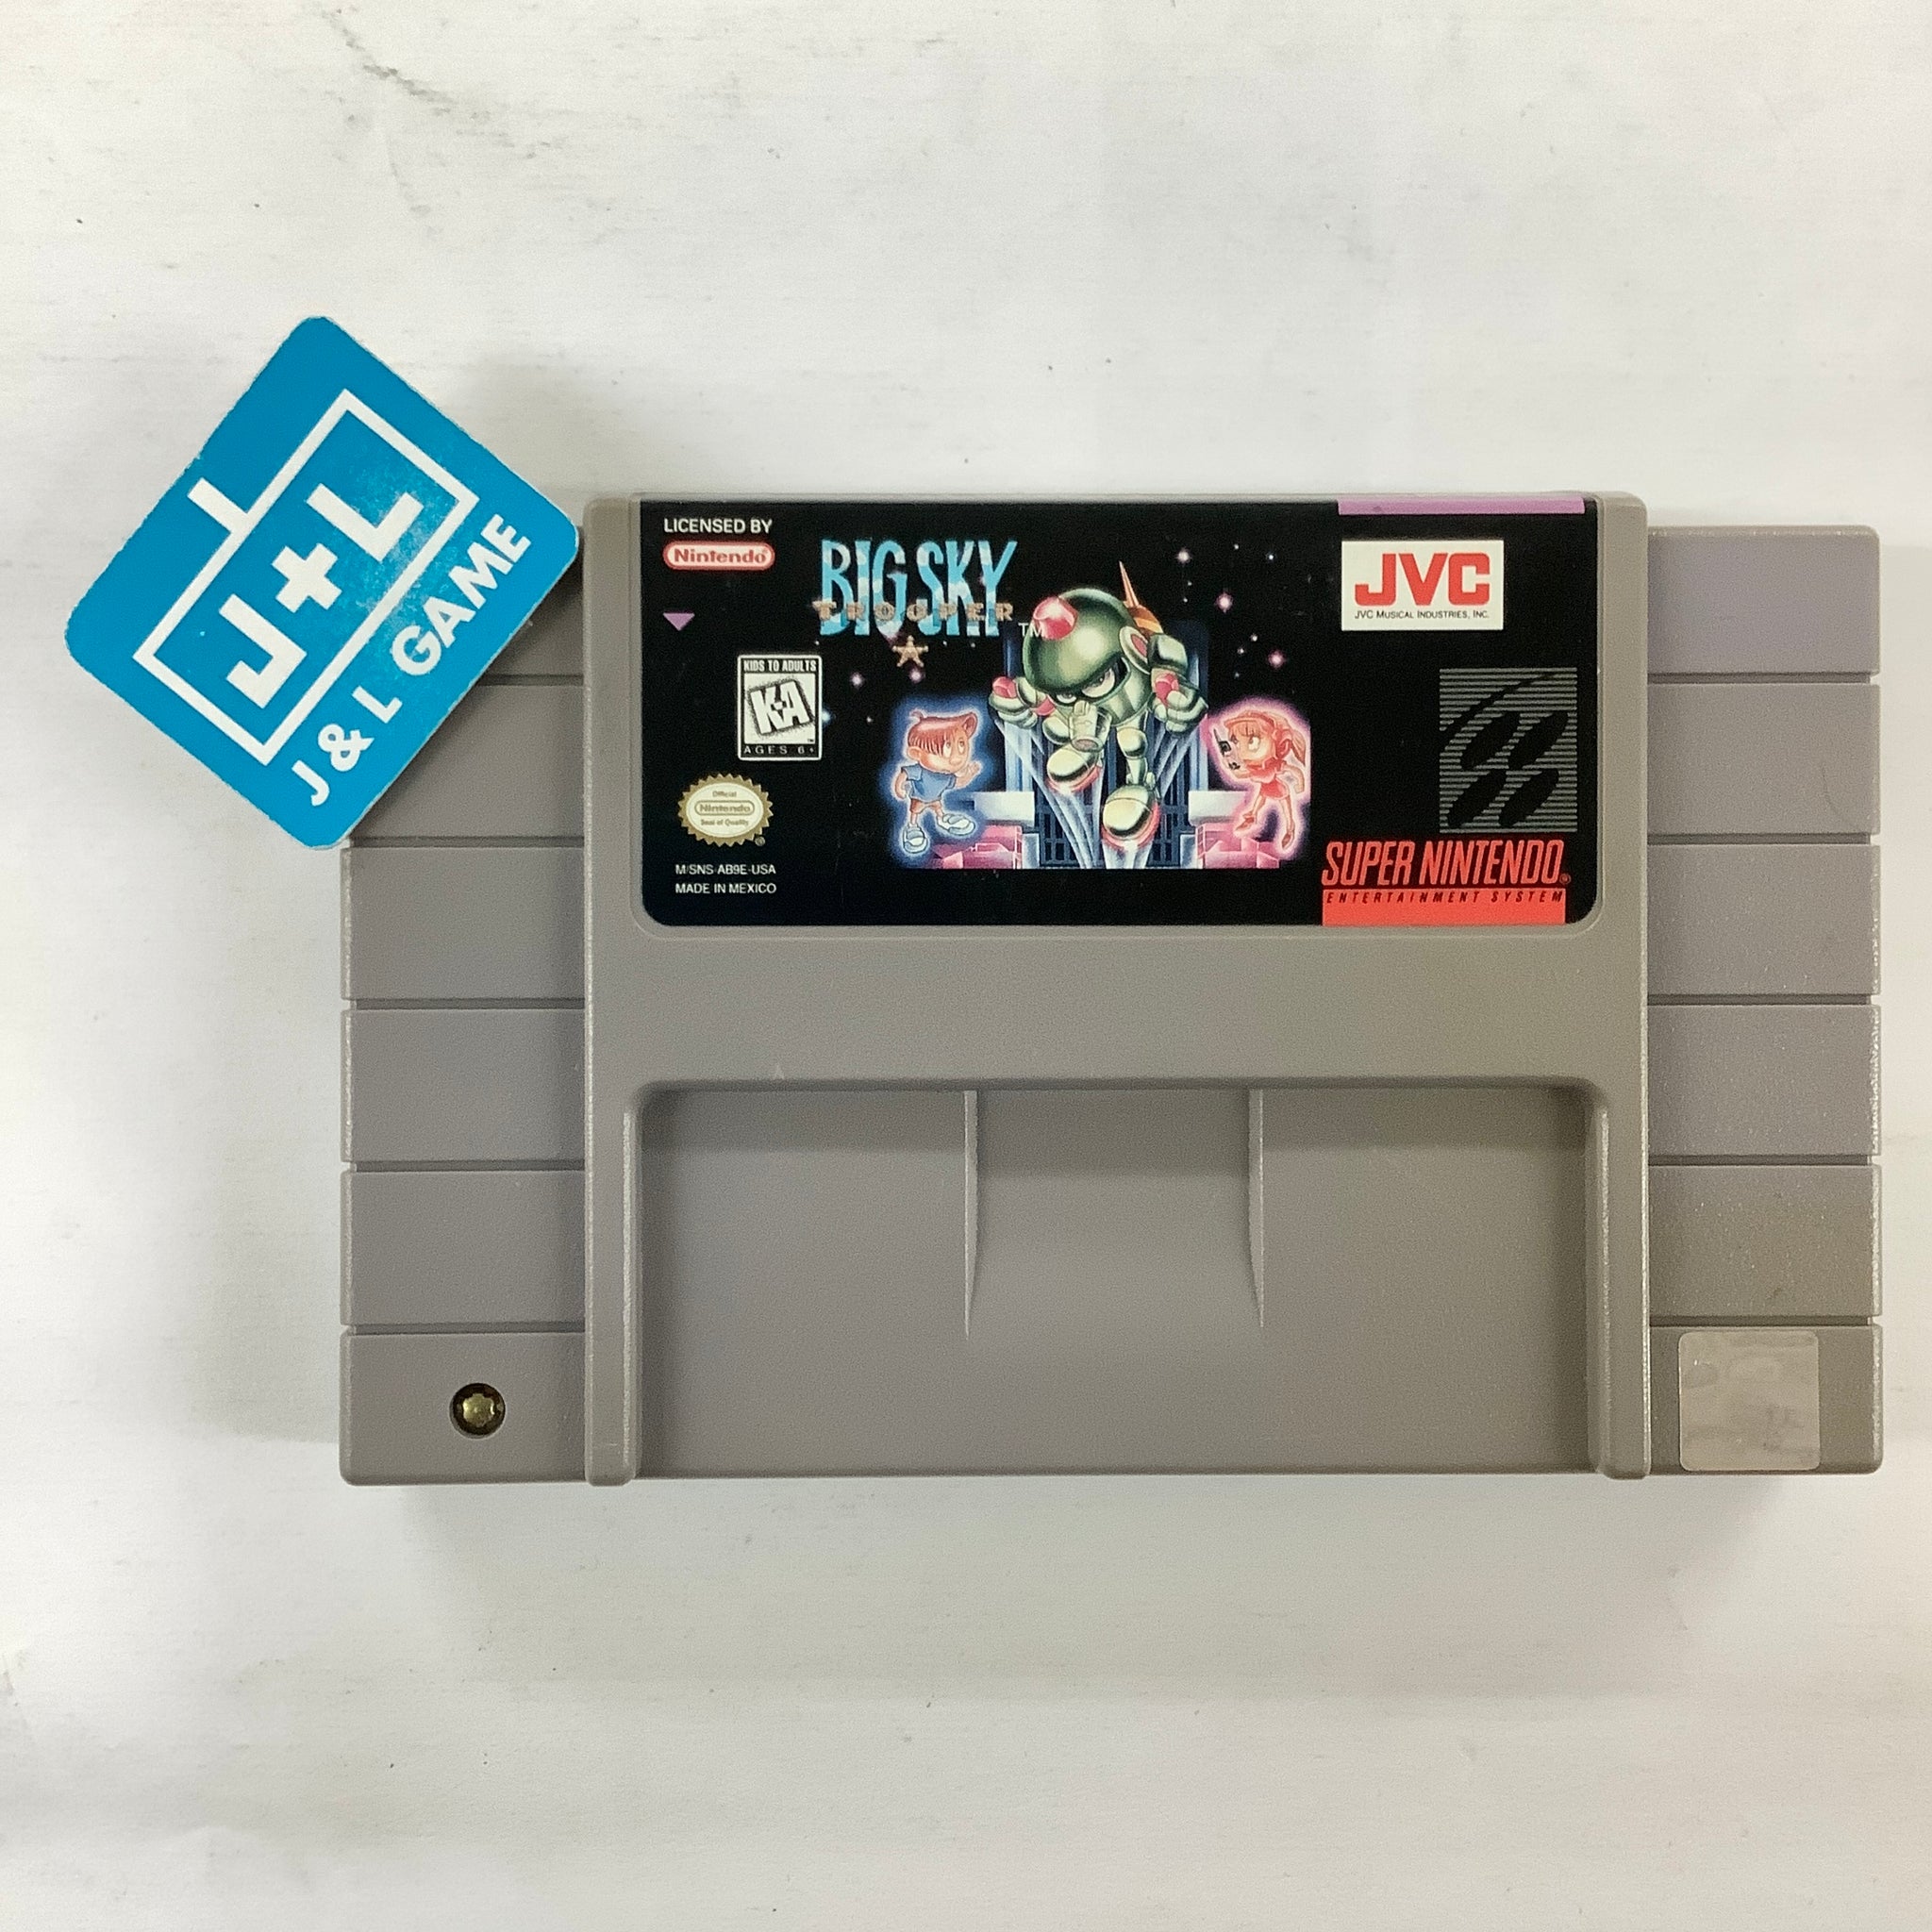 J+L
J & L GAME
LICENSED BY
Nintendo®
BIG SKY
TROOPER
TM
KIDS TO ADULTS
K-A
AGES 6+
Official
Nintendo
Seal of Quality
M/SNS-AB9E-USA
MADE IN MEXICO
JVC
JVC MUSICAL INDUSTRIES, INC.
SUPER NINTENDO®
ENTERTAINMENT SYSTEM